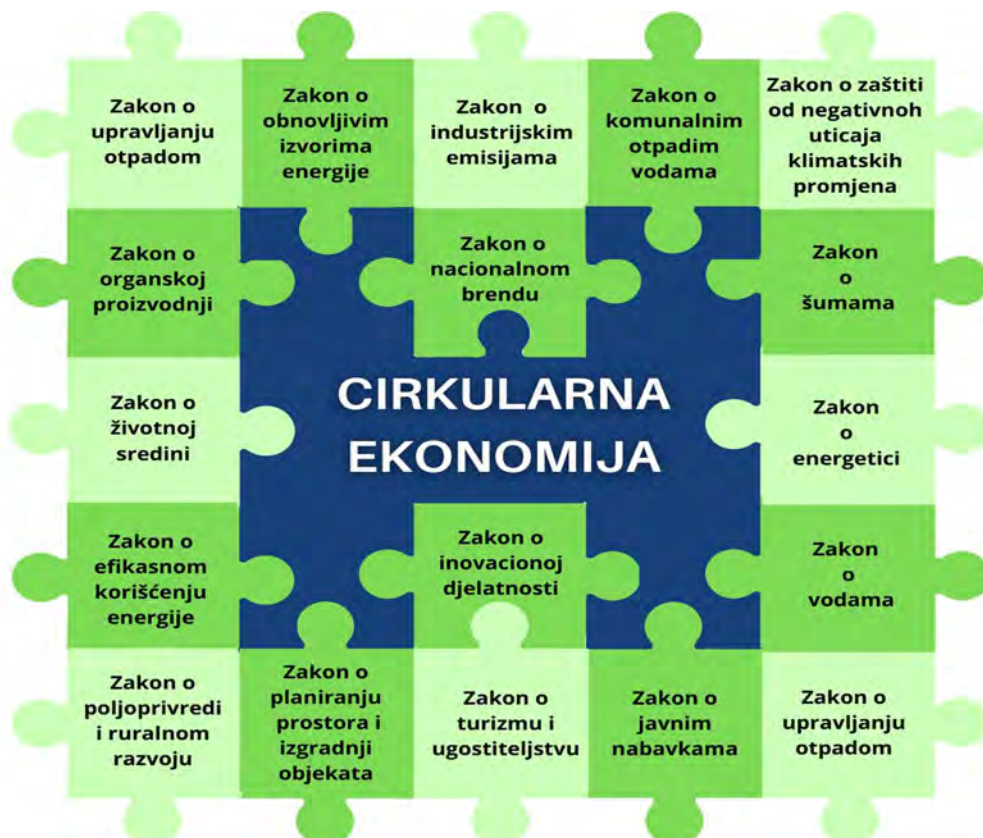 Zakon o
upravljanju
otpadom
Zakon o
obnovljivim
izvorima
energije
Zakon o
industrijskim
emisijama
Zakon o
komunalnim
otpadim
vodama
Zakon o zaštiti
od negativnoh
uticaja
klimatskih
promjena
Zakon o
organskoj
proizvodnji
Zakon o
nacionalnom
brendu
Zakon
o
šumama
Zakon o
životnoj
sredini
CIRKULARNA
EKONOMIJA
Zakon
o
energetici
Zakon o
efikasnom
korišćenju
energije
Zakon o
inovacionoj
djelatnosti
Zakon
o
vodama
Zakon o
poljoprivredi
i ruralnom
razvoju
Zakon o
planiranju
prostora i
izgradnji
objekata
Zakon o
turizmu i
ugostiteljstvu
Zakon o
javnim
nabavkama
Zakon o
upravljanju
otpadom